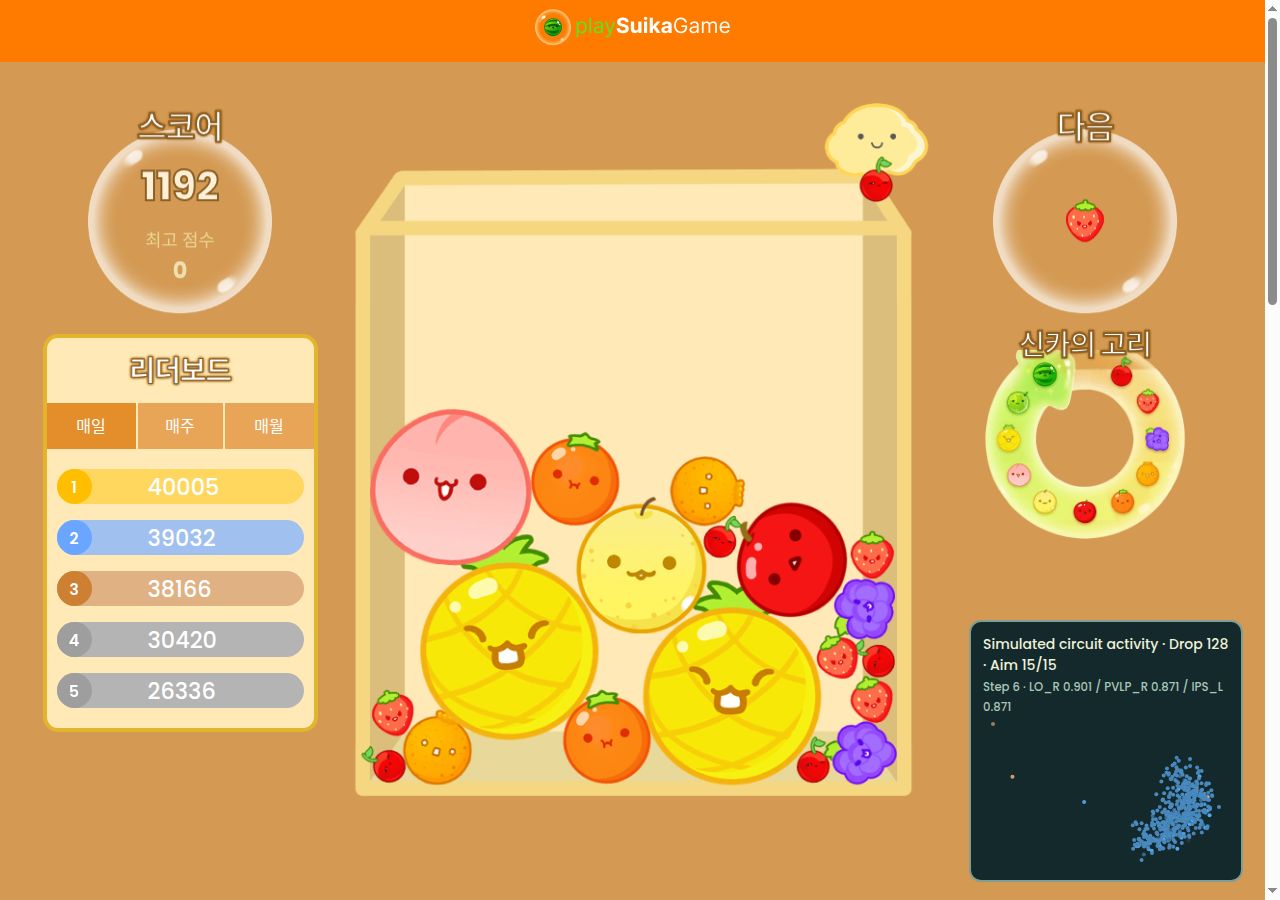 playSuikaGame
스코어
1192
최고 점수
0
리더보드
매일 매주 매월
1 40005
2 39032
3 38166
4 30420
5 26336
다음
신카의 고리
Simulated circuit activity · Drop 128
· Aim 15/15
Step 6 · LO_R 0.901 / PVLP_R 0.871 / IPS_L
0.871